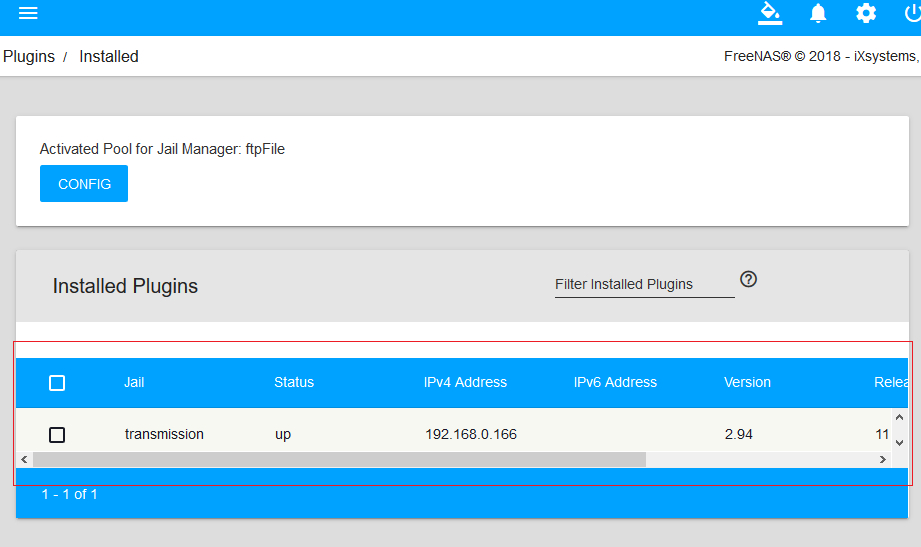 Plugins / Installed FreeNAS® © 2018 - iXsystems,
Activated Pool for Jail Manager: ftpFile
CONFIG
Installed Plugins Filter Installed Plugins
Jail Status IPv4 Address IPv6 Address Version Relea
transmission up 192.168.0.166 2.94 11
1 - 1 of 1